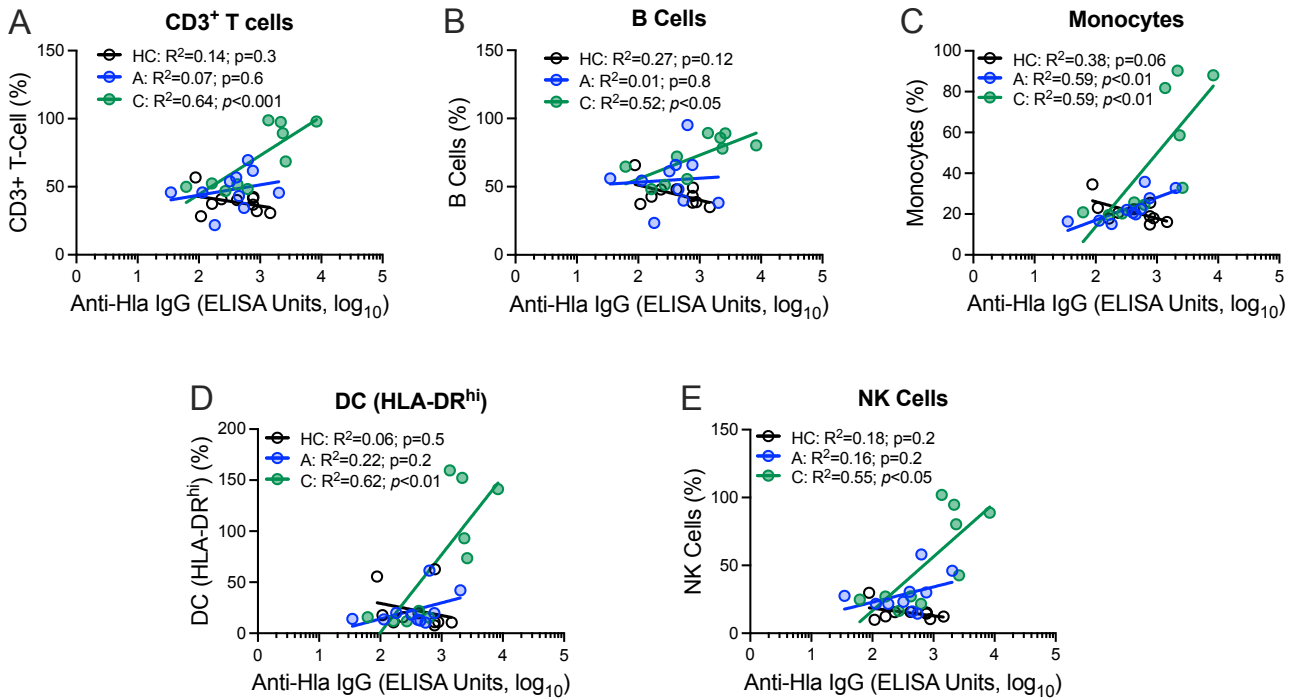 A
CD3⁺ T cells
HC: R²=0.14; p=0.3
A: R²=0.07; p=0.6
C: R²=0.64; p<0.001
CD3+ T-Cell (%)
150
100
50
0
0 1 2 3 4 5
Anti-Hla IgG (ELISA Units, log₁₀)
B
B Cells
HC: R²=0.27; p=0.12
A: R²=0.01; p=0.8
C: R²=0.52; p<0.05
B Cells (%)
150
100
50
0
0 1 2 3 4 5
Anti-Hla IgG (ELISA Units, log₁₀)
C
Monocytes
HC: R²=0.38; p=0.06
A: R²=0.59; p<0.01
C: R²=0.59; p<0.01
Monocytes (%)
100
80
60
40
20
0
0 1 2 3 4 5
Anti-Hla IgG (ELISA Units, log₁₀)
D
DC (HLA-DRʰⁱ)
HC: R²=0.06; p=0.5
A: R²=0.22; p=0.2
C: R²=0.62; p<0.01
DC (HLA-DRʰⁱ) (%)
200
150
100
50
0
0 1 2 3 4 5
Anti-Hla IgG (ELISA Units, log₁₀)
E
NK Cells
HC: R²=0.18; p=0.2
A: R²=0.16; p=0.2
C: R²=0.55; p<0.05
NK Cells (%)
150
100
50
0
0 1 2 3 4 5
Anti-Hla IgG (ELISA Units, log₁₀)